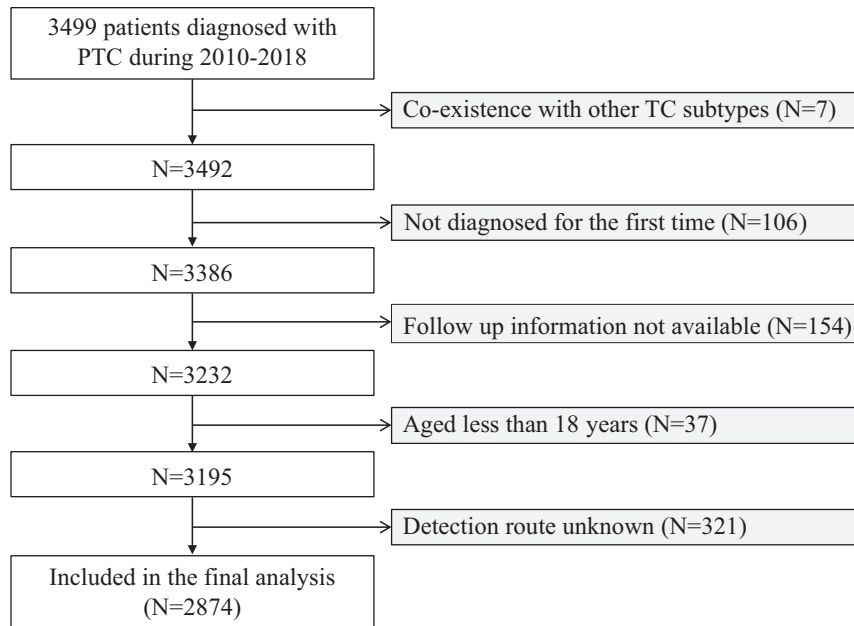 3499 patients diagnosed with
PTC during 2010-2018
Co-existence with other TC subtypes (N=7)
N=3492
Not diagnosed for the first time (N=106)
N=3386
Follow up information not available (N=154)
N=3232
Aged less than 18 years (N=37)
N=3195
Detection route unknown (N=321)
Included in the final analysis
(N=2874)